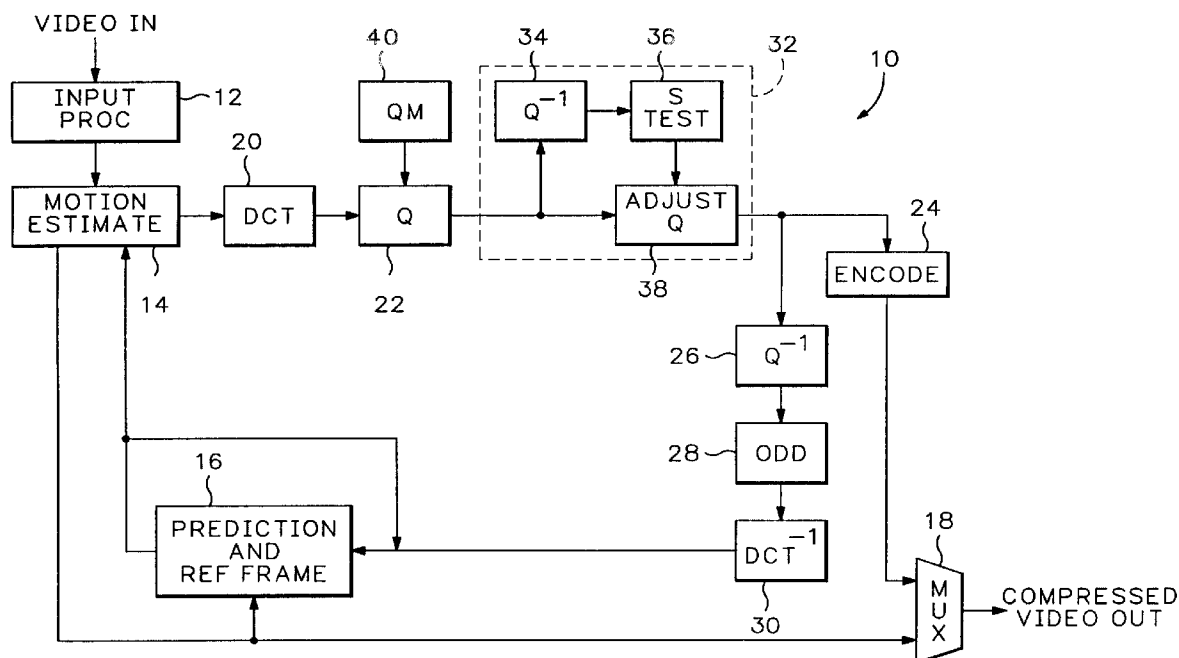 VIDEO IN
INPUT
PROC
12
40
QM
34
Q-1
36
S
TEST
32
10
MOTION
ESTIMATE
14
20
DCT
Q
22
ADJUST
Q
38
24
ENCODE
26
Q-1
28
ODD
16
PREDICTION
AND
REF FRAME
DCT-1
30
18
MUX
COMPRESSED
VIDEO OUT